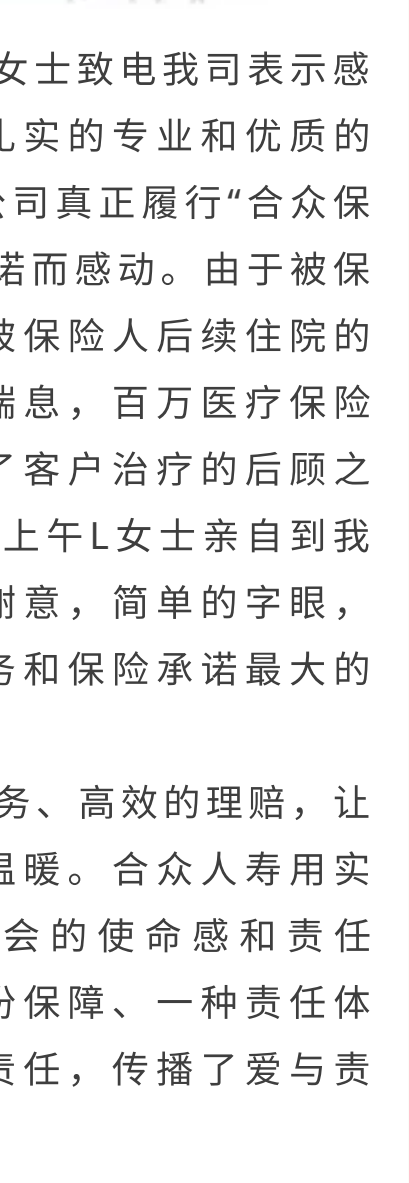 女士致电我司表示感
扎实的专业和优质的
公司真正履行“合众保
诺而感动。由于被保
被保险人后续住院的
喘息，百万医疗保险
了客户治疗的后顾之
上午L女士亲自到我
谢意，简单的字眼，
务和保险承诺最大的
务、高效的理赔，让
温暖。合众人寿用实
会的使命感和责任
份保障、一种责任体
责任，传播了爱与责